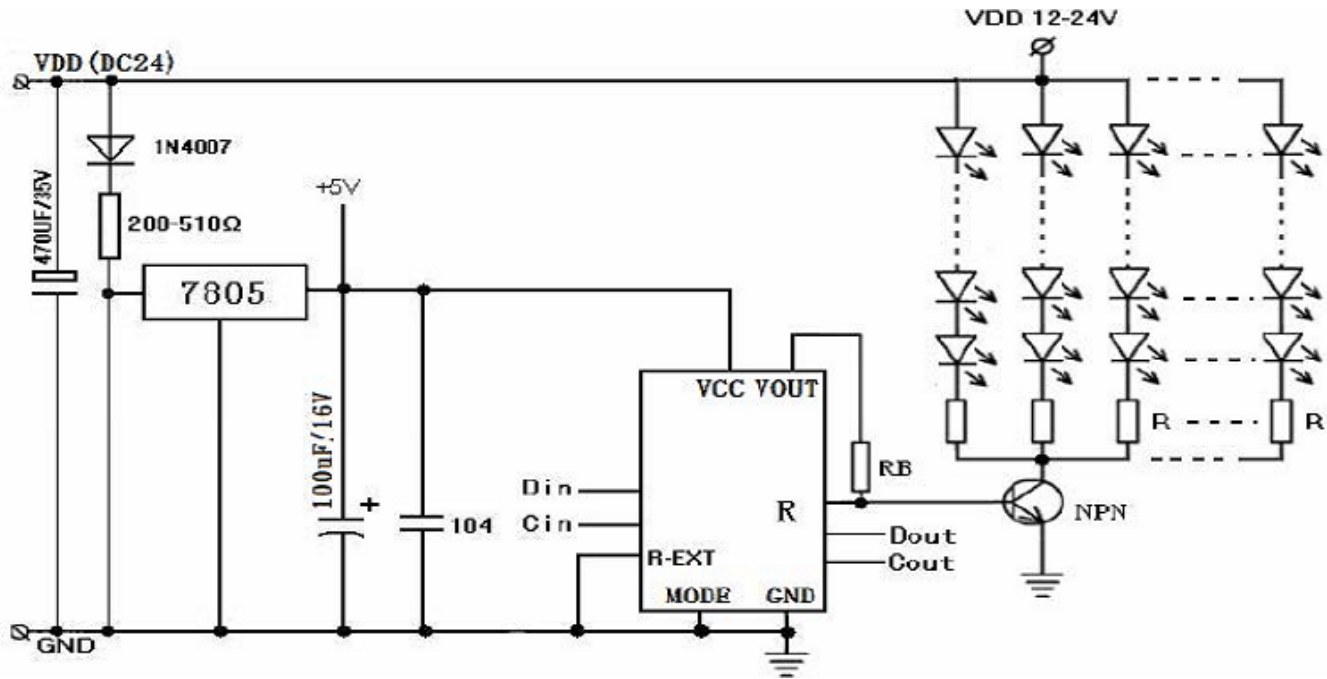 VDD 12-24V
VDD (DC24)
1N4007
+5V
470UF/35V
200-510Ω
7805
VCC VOUT
100uF/16V
R
R
RB
Din
R
NPN
Cin
104
Dout
R-EXT
Cout
MODE
GND
GND